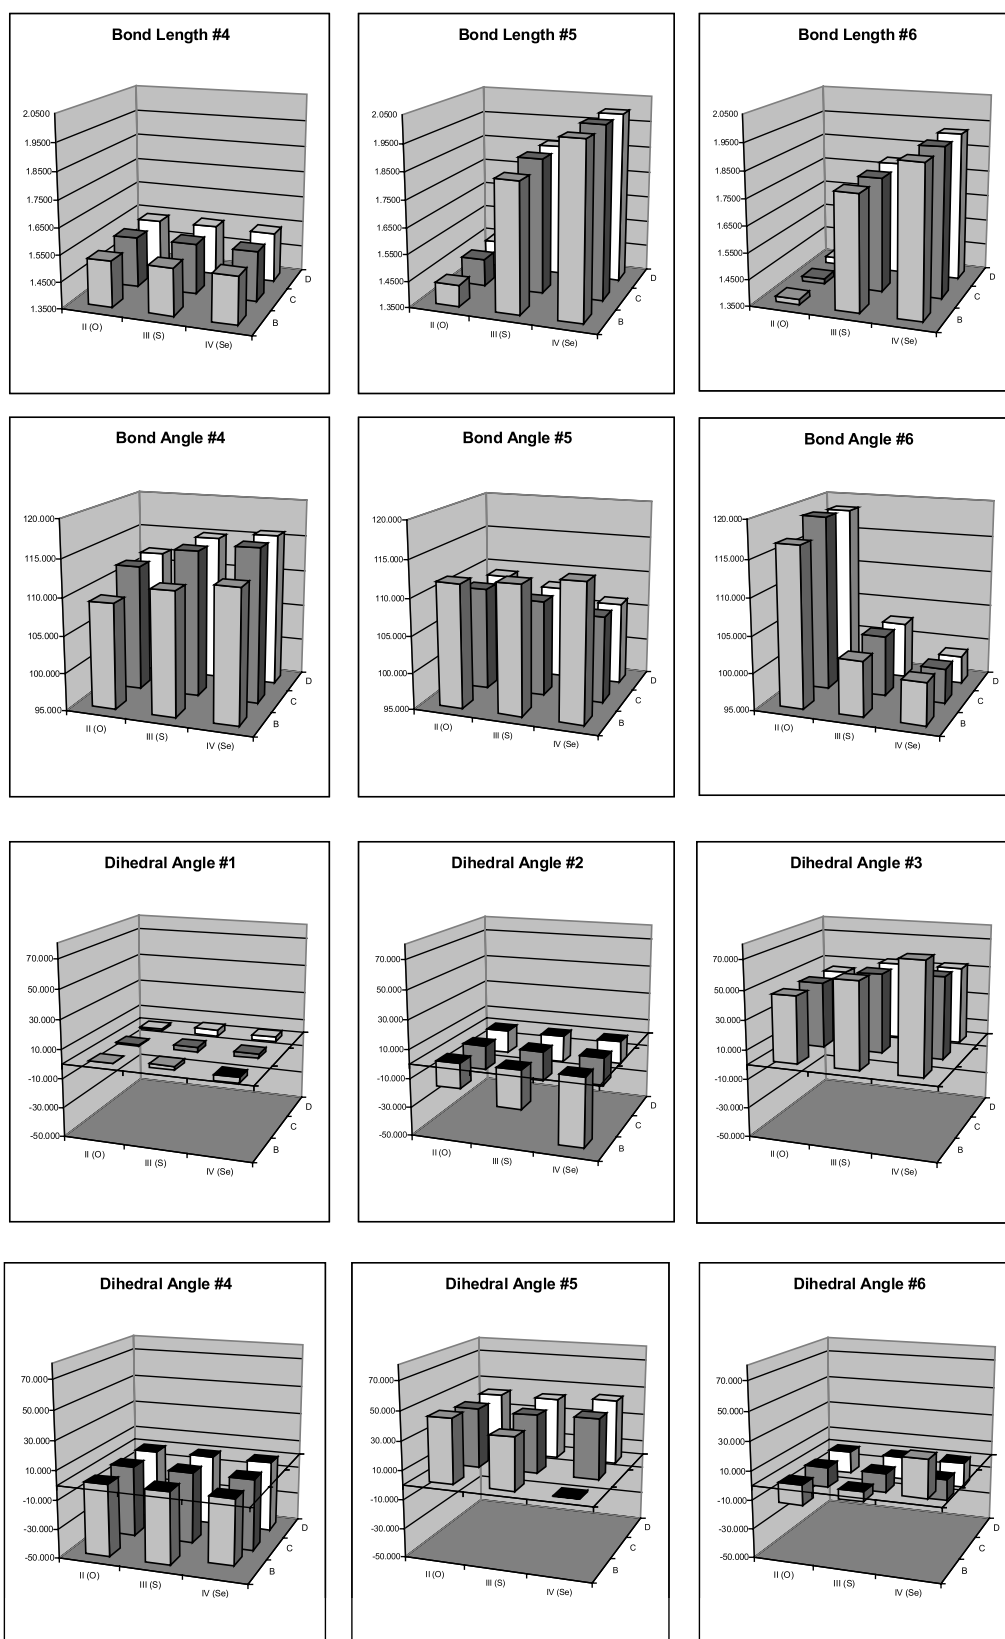 Bond Length #4
2.0500
1.9500
1.8500
1.7500
1.6500
1.5500
1.4500
1.3500
II (O)
III (S)
IV (Se)
B
C
D
Bond Length #5
2.0500
1.9500
1.8500
1.7500
1.6500
1.5500
1.4500
1.3500
II (O)
III (S)
IV (Se)
B
C
D
Bond Length #6
2.0500
1.9500
1.8500
1.7500
1.6500
1.5500
1.4500
1.3500
II (O)
III (S)
IV (Se)
B
C
D
Bond Angle #4
120.000
115.000
110.000
105.000
100.000
95.000
II (O)
III (S)
IV (Se)
B
C
D
Bond Angle #5
120.000
115.000
110.000
105.000
100.000
95.000
II (O)
III (S)
IV (Se)
B
C
D
Bond Angle #6
120.000
115.000
110.000
105.000
100.000
95.000
II (O)
III (S)
IV (Se)
B
C
D
Dihedral Angle #1
70.000
50.000
30.000
10.000
-10.000
-30.000
-50.000
II (O)
III (S)
IV (Se)
B
C
D
Dihedral Angle #2
70.000
50.000
30.000
10.000
-10.000
-30.000
-50.000
II (O)
III (S)
IV (Se)
B
C
D
Dihedral Angle #3
70.000
50.000
30.000
10.000
-10.000
-30.000
-50.000
II (O)
III (S)
IV (Se)
B
C
D
Dihedral Angle #4
70.000
50.000
30.000
10.000
-10.000
-30.000
-50.000
II (O)
III (S)
IV (Se)
B
C
D
Dihedral Angle #5
70.000
50.000
30.000
10.000
-10.000
-30.000
-50.000
II (O)
III (S)
IV (Se)
B
C
D
Dihedral Angle #6
70.000
50.000
30.000
10.000
-10.000
-30.000
-50.000
II (O)
III (S)
IV (Se)
B
C
D